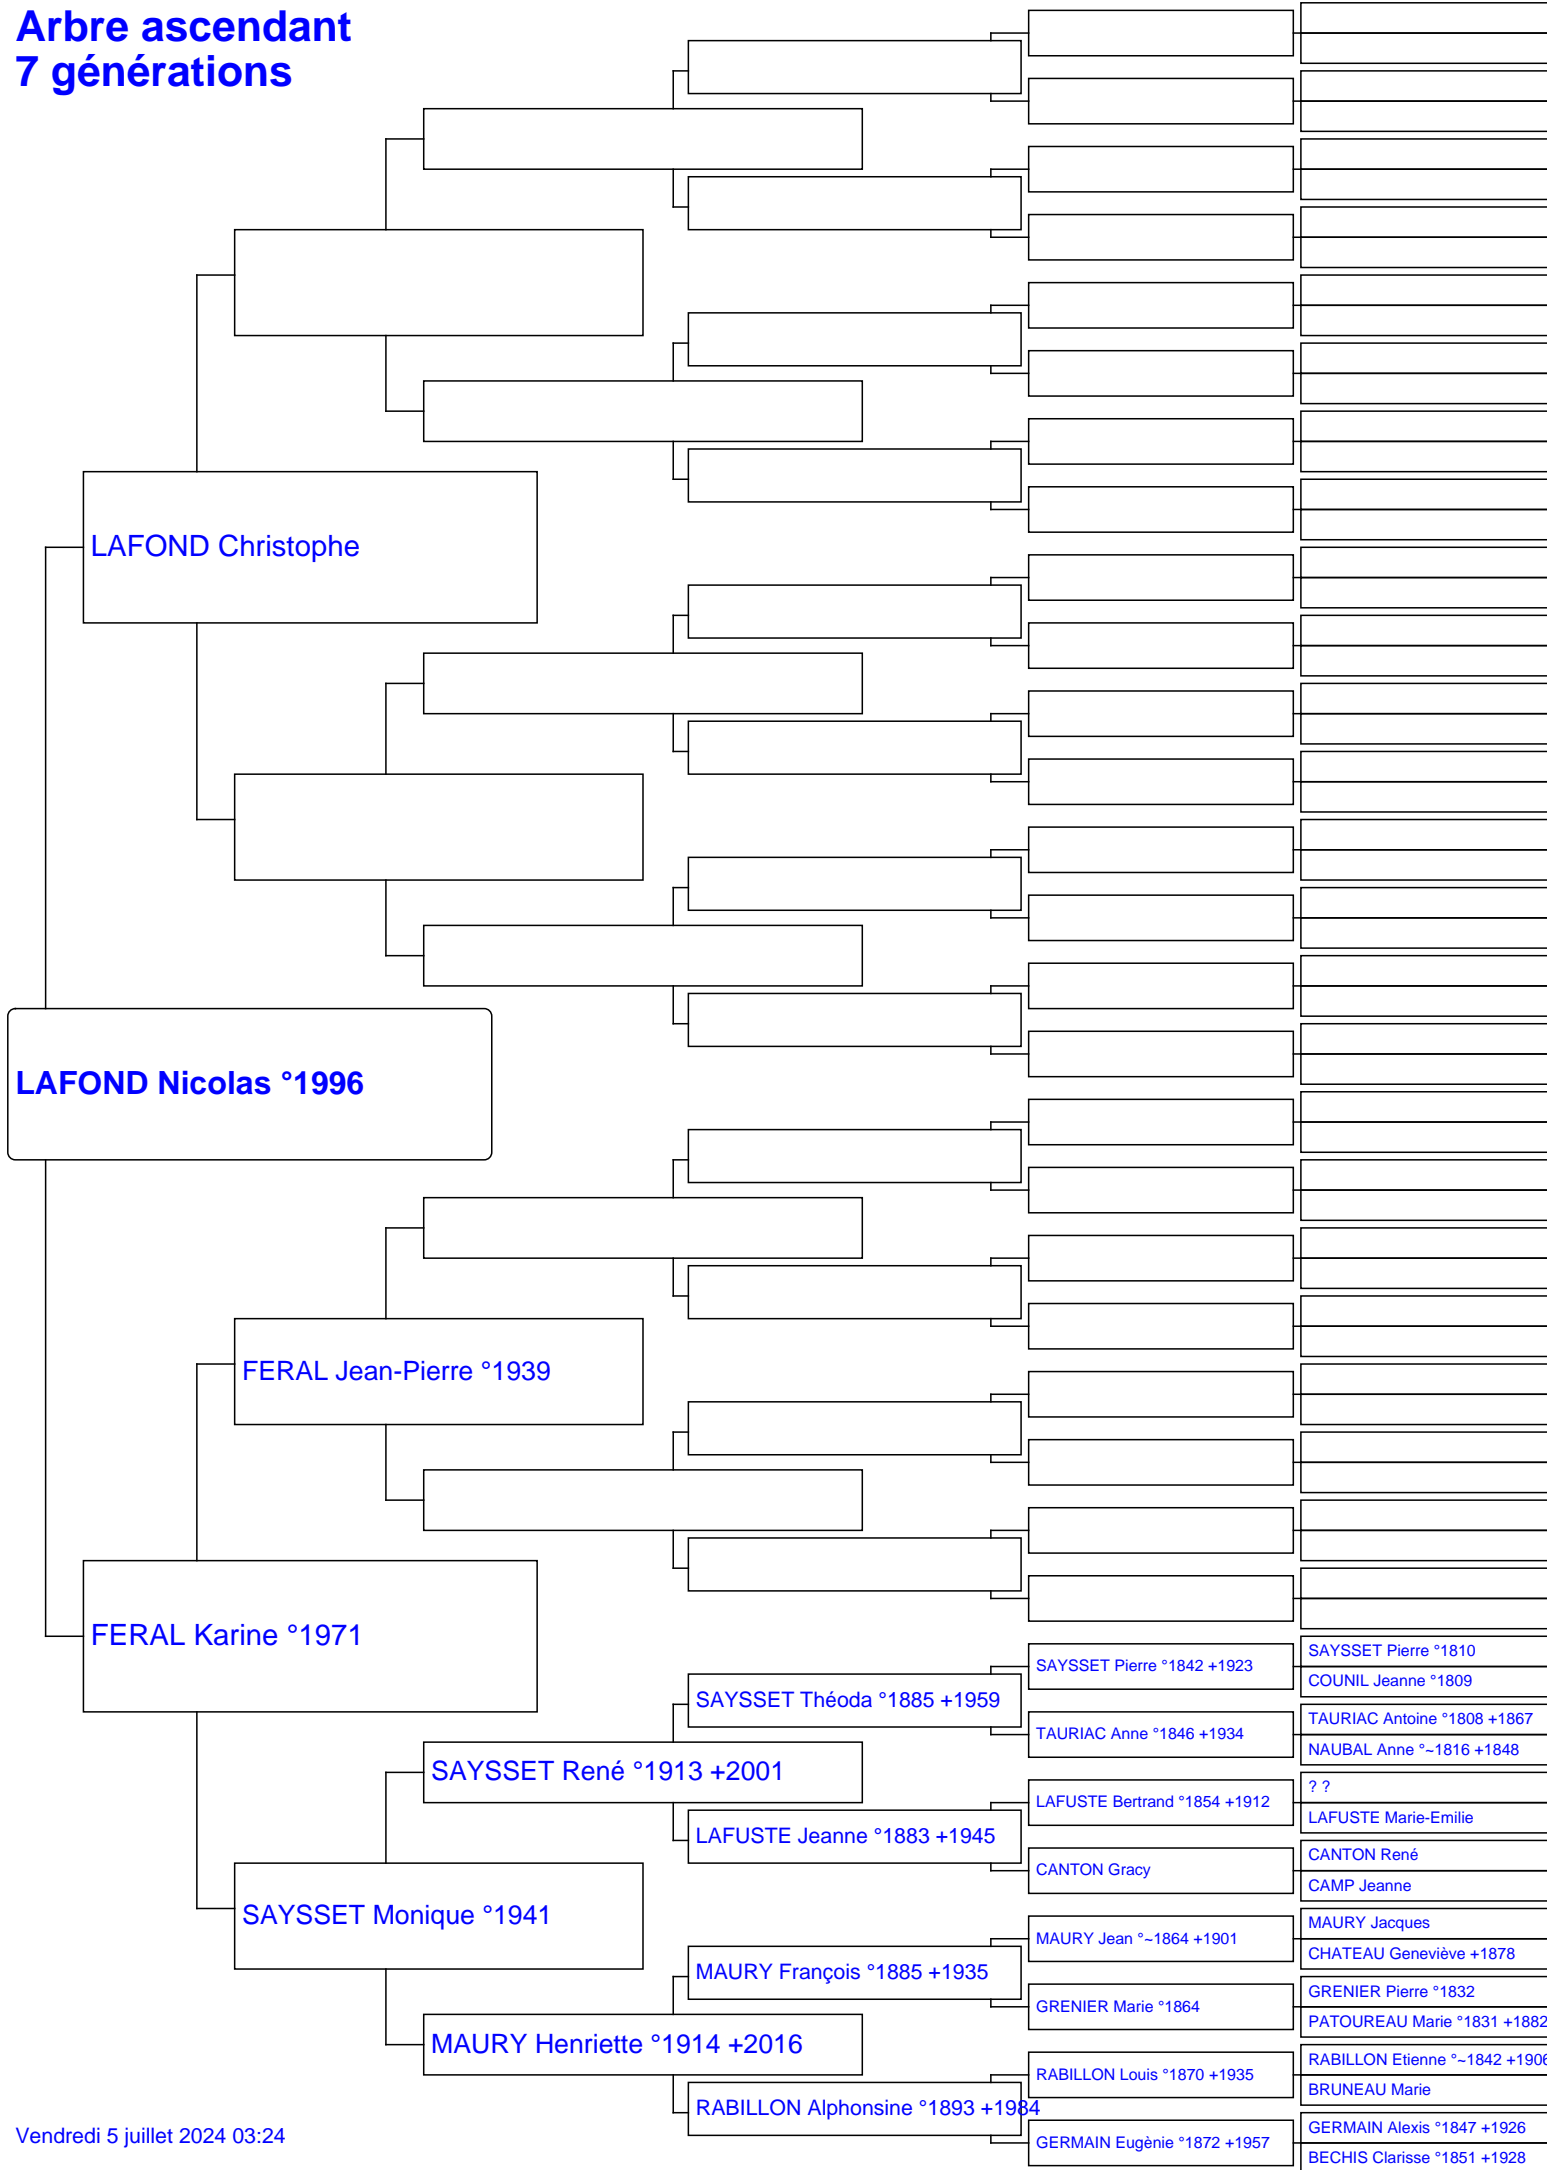 Arbre ascendant
7 générations
LAFOND Christophe
LAFOND Nicolas °1996
FERAL Jean-Pierre °1939
FERAL Karine °1971
SAYSSET Pierre °1810
SAYSSET Pierre °1842 +1923
COUNIL Jeanne °1809
SAYSSET Théoda °1885 +1959
TAURIAC Antoine °1808 +1867
TAURIAC Anne °1846 +1934
NAUBAL Anne °~1816 +1848
SAYSSET René °1913 +2001
? ?
LAFUSTE Bertrand °1854 +1912
LAFUSTE Marie-Emilie
LAFUSTE Jeanne °1883 +1945
CANTON René
CANTON Gracy
CAMP Jeanne
SAYSSET Monique °1941
MAURY Jacques
MAURY Jean °~1864 +1901
CHATEAU Geneviève +1878
MAURY François °1885 +1935
GRENIER Pierre °1832
GRENIER Marie °1864
PATOUREAU Marie °1831 +1882
MAURY Henriette °1914 +2016
RABILLON Etienne °~1842 +1906
RABILLON Louis °1870 +1935
BRUNEAU Marie
RABILLON Alphonsine °1893 +1984
GERMAIN Alexis °1847 +1926
GERMAIN Eugènie °1872 +1957
BECHIS Clarisse °1851 +1928
Vendredi 5 juillet 2024 03:24